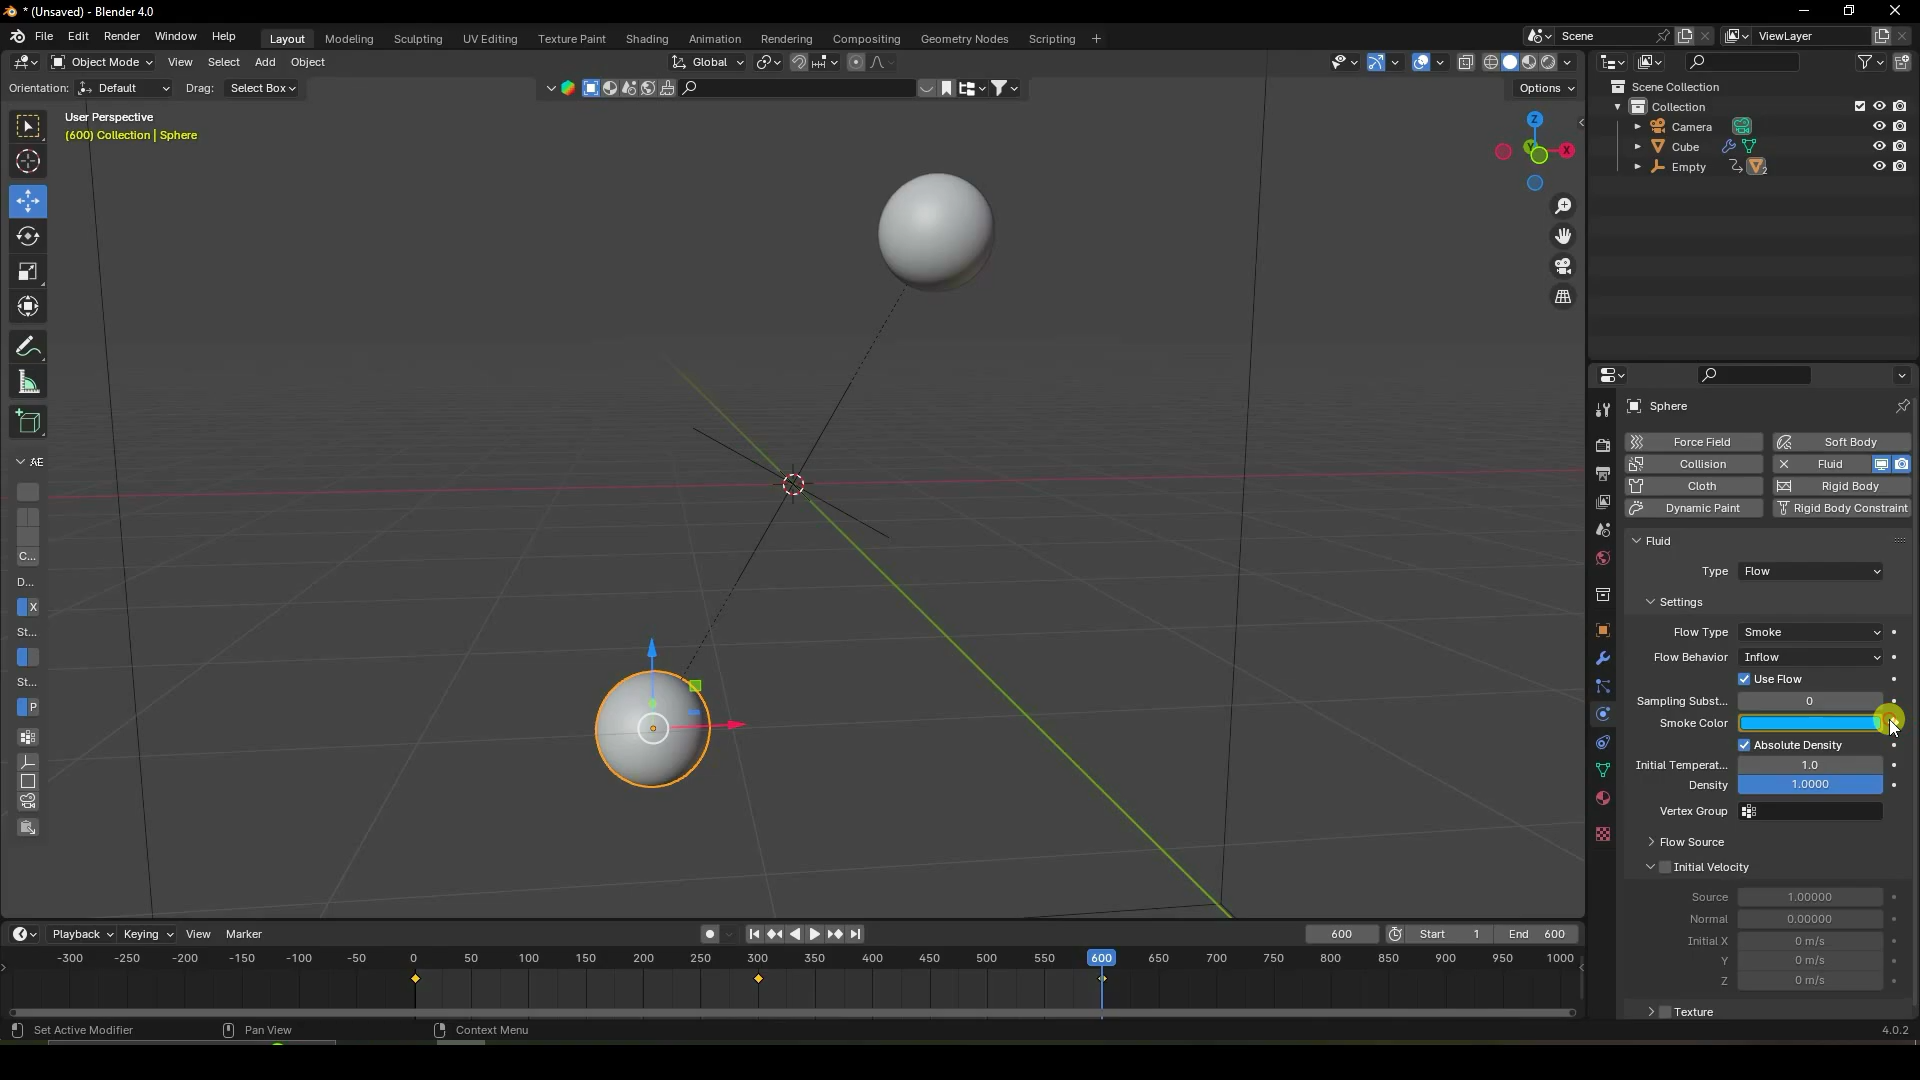 * (Unsaved) - Blender 4.0
File Edit Render Window Help
Layout Modeling Sculpting UV Editing Texture Paint Shading Animation Rendering Compositing Geometry Nodes Scripting +
Scene
ViewLayer
Object Mode View Select Add Object
Global
Orientation: Default Drag: Select Box
Options
User Perspective
(600) Collection | Sphere
Z
X
Y
Scene Collection
Collection
Camera
Cube
Empty
2
AE
C...
D...
X
St...
St...
P
Sphere
Force Field Soft Body
Collision Fluid
Cloth Rigid Body
Dynamic Paint Rigid Body Constraint
Fluid
Type Flow
Settings
Flow Type Smoke
Flow Behavior Inflow
Use Flow
Sampling Subst... 0
Smoke Color
Absolute Density
Initial Temperat... 1.0
Density 1.0000
Vertex Group
Flow Source
Initial Velocity
Source 1.00000
Normal 0.00000
Initial X 0 m/s
Y 0 m/s
Z 0 m/s
Texture
Playback Keying View Marker
600 Start 1 End 600
-300 -250 -200 -150 -100 -50 0 50 100 150 200 250 300 350 400 450 500 550 600 650 700 750 800 850 900 950 1000
Set Active Modifier Pan View Context Menu
4.0.2